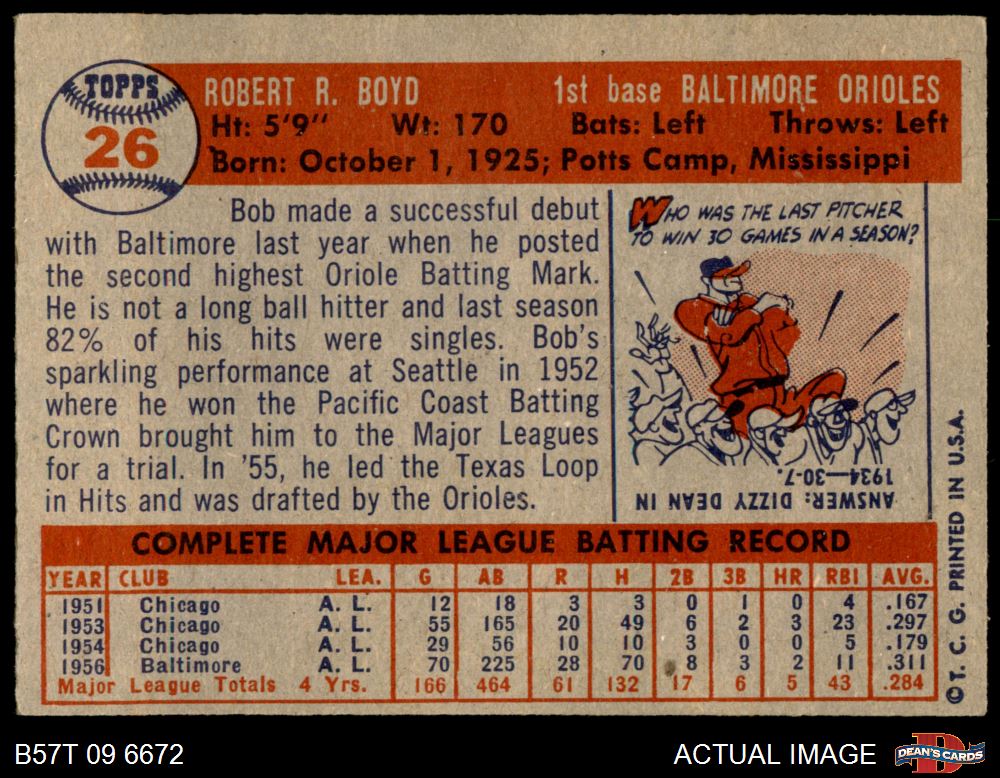 TOPPS
26
ROBERT R. BOYD 1st base BALTIMORE ORIOLES
Ht: 5'9" Wt: 170 Bats: Left Throws: Left
Born: October 1, 1925; Potts Camp, Mississippi
Bob made a successful debut
with Baltimore last year when he posted
the second highest Oriole Batting Mark.
He is not a long ball hitter and last season
82% of his hits were singles. Bob's
sparkling performance at Seattle in 1952
where he won the Pacific Coast Batting
Crown brought him to the Major Leagues
for a trial. In '55, he led the Texas Loop
in Hits and was drafted by the Orioles.
WHO WAS THE LAST PITCHER
TO WIN 30 GAMES IN A SEASON?
ANSWER: DIZZY DEAN IN
1934—30-7.
COMPLETE MAJOR LEAGUE BATTING RECORD
YEAR CLUB LEA. G AB R H 2B 3B HR RBI AVG.
1951 Chicago A. L. 12 18 3 3 0 1 0 4 .167
1953 Chicago A. L. 55 165 20 49 6 2 3 23 .297
1954 Chicago A. L. 29 56 10 10 3 0 0 5 .179
1956 Baltimore A. L. 70 225 28 70 8 3 2 11 .311
Major League Totals 4 Yrs. 166 464 61 132 17 6 5 43 .284
© T. C. G. PRINTED IN U.S.A.
B57T 09 6672
ACTUAL IMAGE
D
DEAN'S CARDS